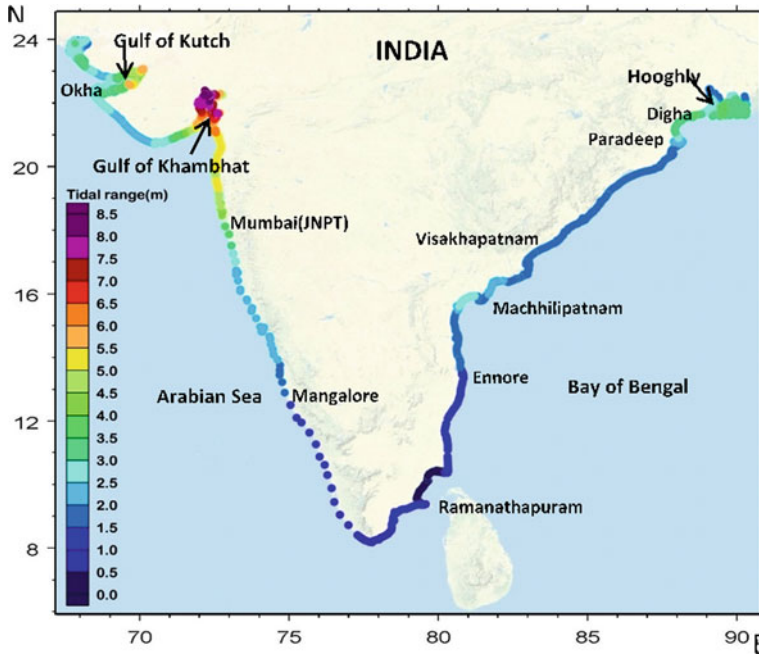 N
24
20
16
12
8
INDIA
Gulf of Kutch
Okha
Gulf of Khambhat
Hooghly
Digha
Paradeep
Tidal range(m)
8.5
8.0
7.5
7.0
6.5
6.0
5.5
5.0
4.5
4.0
3.5
3.0
2.5
2.0
1.5
1.0
0.5
0.0
Mumbai(JNPT)
Visakhapatnam
Machhilipatnam
Arabian Sea
Mangalore
Ennore
Bay of Bengal
Ramanathapuram
70
75
80
85
90
E